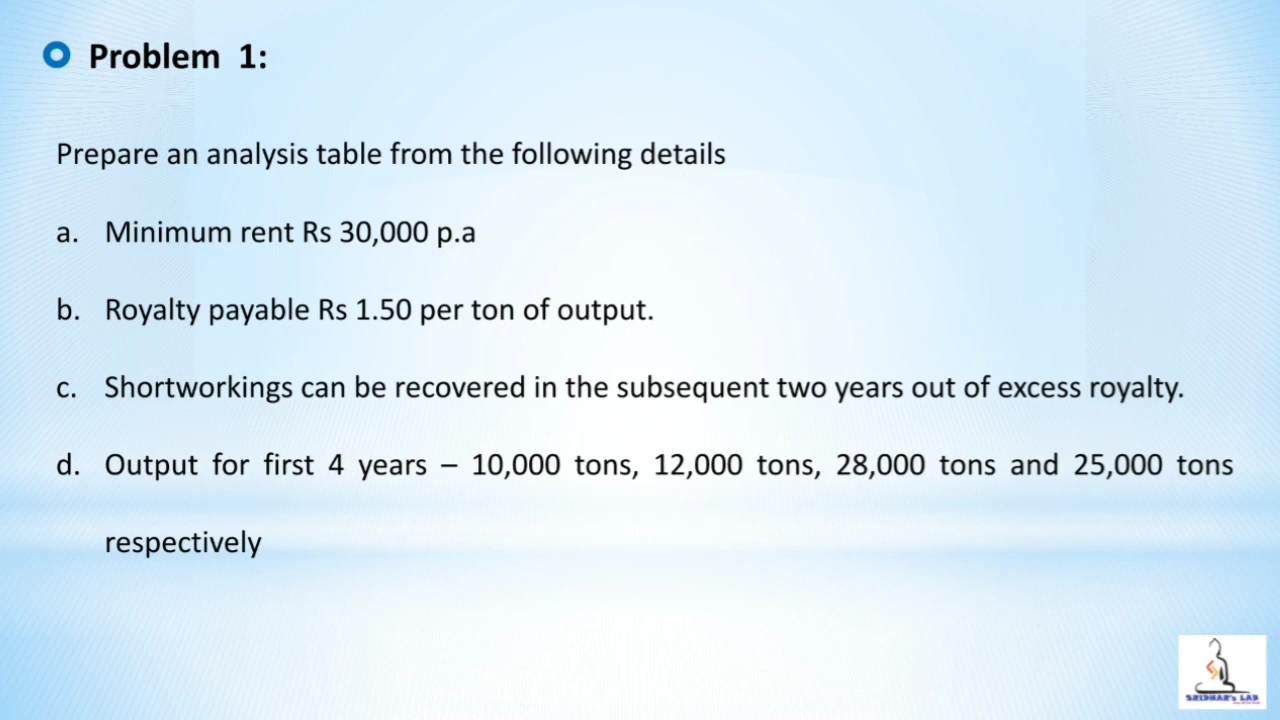 Problem 1:
Prepare an analysis table from the following details
a. Minimum rent Rs 30,000 p.a
b. Royalty payable Rs 1.50 per ton of output.
c. Shortworkings can be recovered in the subsequent two years out of excess royalty.
d. Output for first 4 years – 10,000 tons, 12,000 tons, 28,000 tons and 25,000 tons
respectively
SRIDHAR's LAB